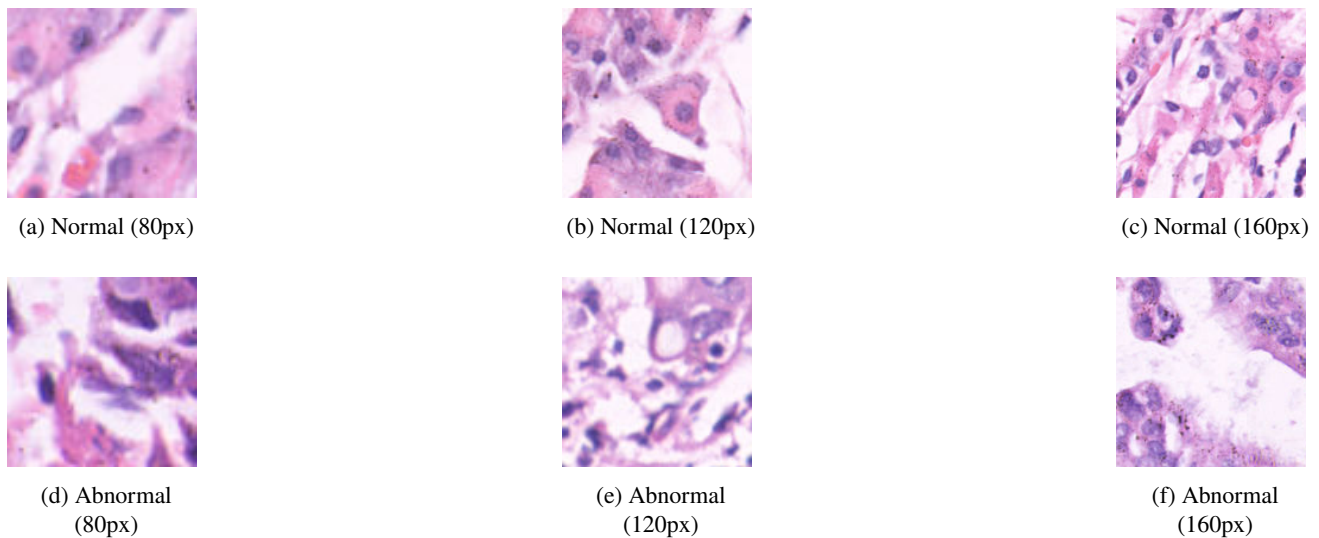 (a) Normal (80px)
(b) Normal (120px)
(c) Normal (160px)
(d) Abnormal
(80px)
(e) Abnormal
(120px)
(f) Abnormal
(160px)